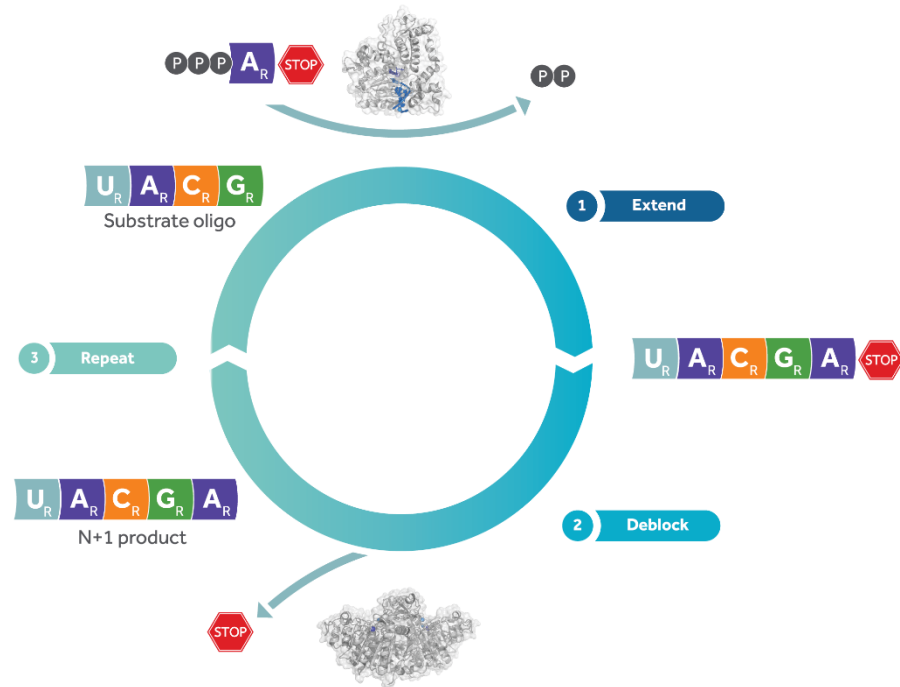 P P P A R STOP
P P
U R A R C R G R
Substrate oligo
1 Extend
3 Repeat
U R A R C R G R A R STOP
U R A R C R G R A R
N+1 product
2 Deblock
STOP